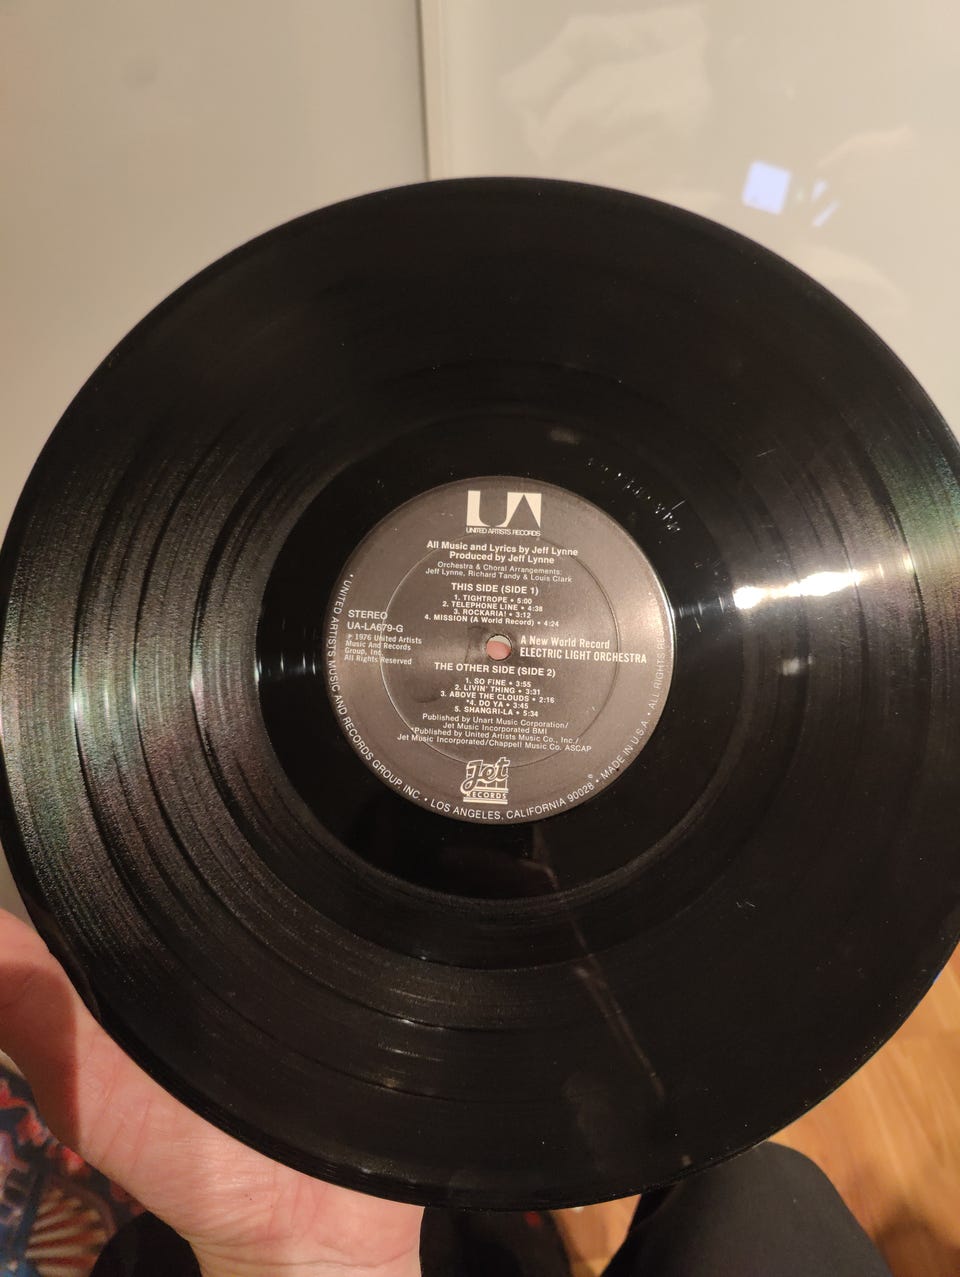 UA
UNITED ARTISTS RECORDS
All Music and Lyrics by Jeff Lynne
Produced by Jeff Lynne
Orchestra & Choral Arrangements:
Jeff Lynne, Richard Tandy & Louis Clark
THIS SIDE (SIDE 1)
1. TIGHTROPE • 5:00
2. TELEPHONE LINE • 4:38
3. ROCKARIA! • 3:12
4. MISSION (A World Record) • 4:24
STEREO
UA-LA679-G
℗ 1976 United Artists
Music And Records
Group, Inc.
All Rights Reserved
A New World Record
ELECTRIC LIGHT ORCHESTRA
THE OTHER SIDE (SIDE 2)
1. SO FINE • 3:55
2. LIVIN' THING • 3:31
3. ABOVE THE CLOUDS • 2:16
*4. DO YA • 3:45
5. SHANGRI-LA • 5:34
Published by Unart Music Corporation/
Jet Music Incorporated BMI
*Published by United Artists Music Co., Inc./
Jet Music Incorporated/Chappell Music Co. ASCAP
Jet
RECORDS
• UNITED ARTISTS MUSIC AND RECORDS GROUP, INC. • LOS ANGELES, CALIFORNIA 90028 • MADE IN U.S.A. • ALL RIGHTS RE